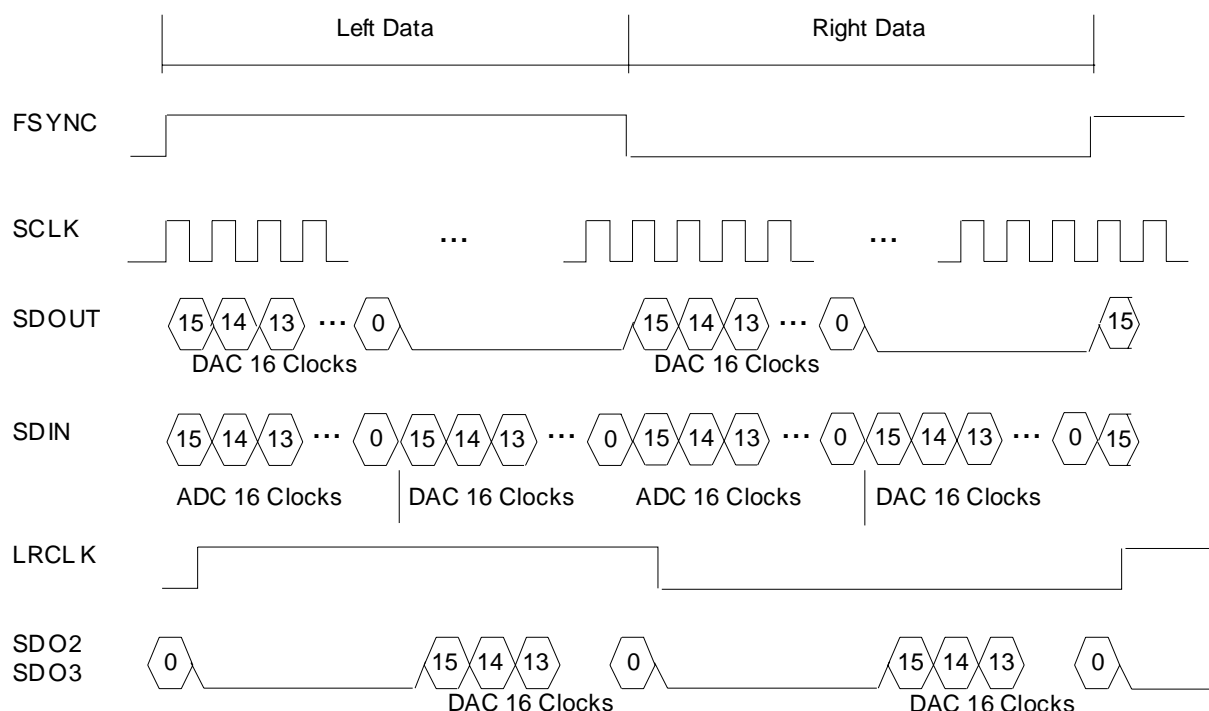 Left Data Right Data
FSYNC
SCLK ... ...
SDOUT 15 14 13 ... 0 15 14 13 ... 0 15
DAC 16 Clocks DAC 16 Clocks
SDIN 15 14 13 ... 0 15 14 13 ... 0 15 14 13 ... 0 15 14 13 ... 0 15
ADC 16 Clocks DAC 16 Clocks ADC 16 Clocks DAC 16 Clocks
LRCLK
SDO2
SDO3
0 15 14 13 0 15 14 13 0
DAC 16 Clocks DAC 16 Clocks